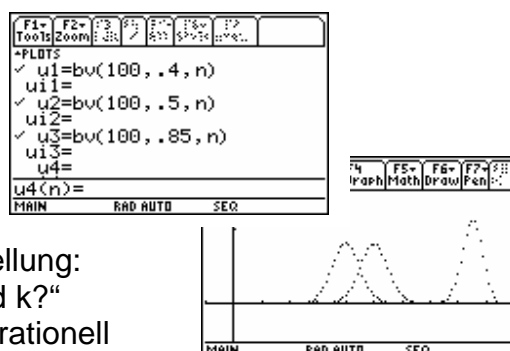 F1 F2
Tools Zoom
PLOTS
✓ u1=bv(100,.4,n)
ui1=
✓ u2=bv(100,.5,n)
ui2=
✓ u3=bv(100,.85,n)
ui3=
u4=
u4(n)=
MAIN RAD AUTO SEQ
F5 F6 F7
Math Draw Pen
ellung:
d k?“
rationell
MAIN RAD AUTO SEQ